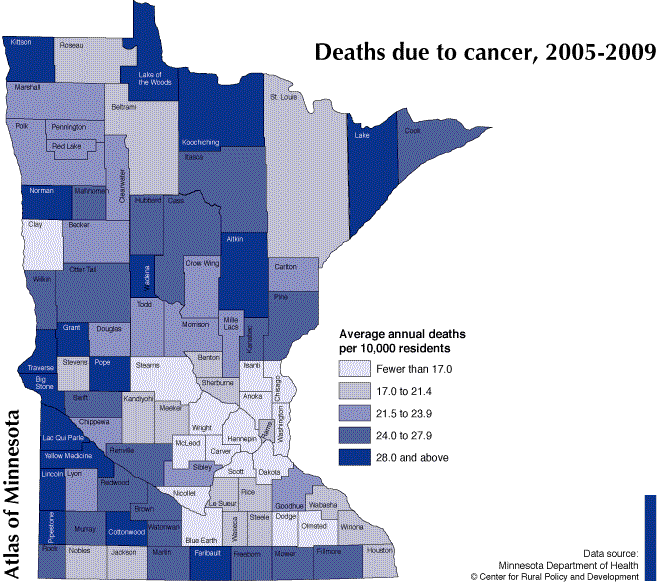 Deaths due to cancer, 2005-2009
Kittson
Roseau
Lake of
the Woods
Marshall
Beltrami
Koochiching
St. Louis
Lake
Cook
Polk
Pennington
Red Lake
Clearwater
Itasca
Norman
Mahnomen
Hubbard
Cass
Clay
Becker
Aitkin
Wilkin
Otter Tail
Wadena
Crow Wing
Carlton
Pine
Todd
Morrison
Mille
Lacs
Kanabec
Grant
Douglas
Traverse
Stevens
Pope
Stearns
Benton
Sherburne
Isanti
Chisago
Big
Stone
Swift
Kandiyohi
Meeker
Wright
Anoka
Washington
Hennepin
Chippewa
Lac Qui Parle
Yellow Medicine
Renville
McLeod
Carver
Scott
Dakota
Lincoln
Lyon
Redwood
Sibley
Nicollet
Le Sueur
Rice
Goodhue
Wabasha
Pipestone
Murray
Cottonwood
Brown
Watonwan
Blue Earth
Waseca
Steele
Dodge
Olmsted
Winona
Rock
Nobles
Jackson
Martin
Faribault
Freeborn
Mower
Fillmore
Houston
Average annual deaths
per 10,000 residents
Fewer than 17.0
17.0 to 21.4
21.5 to 23.9
24.0 to 27.9
28.0 and above
Atlas of Minnesota
Data source:
Minnesota Department of Health
© Center for Rural Policy and Development